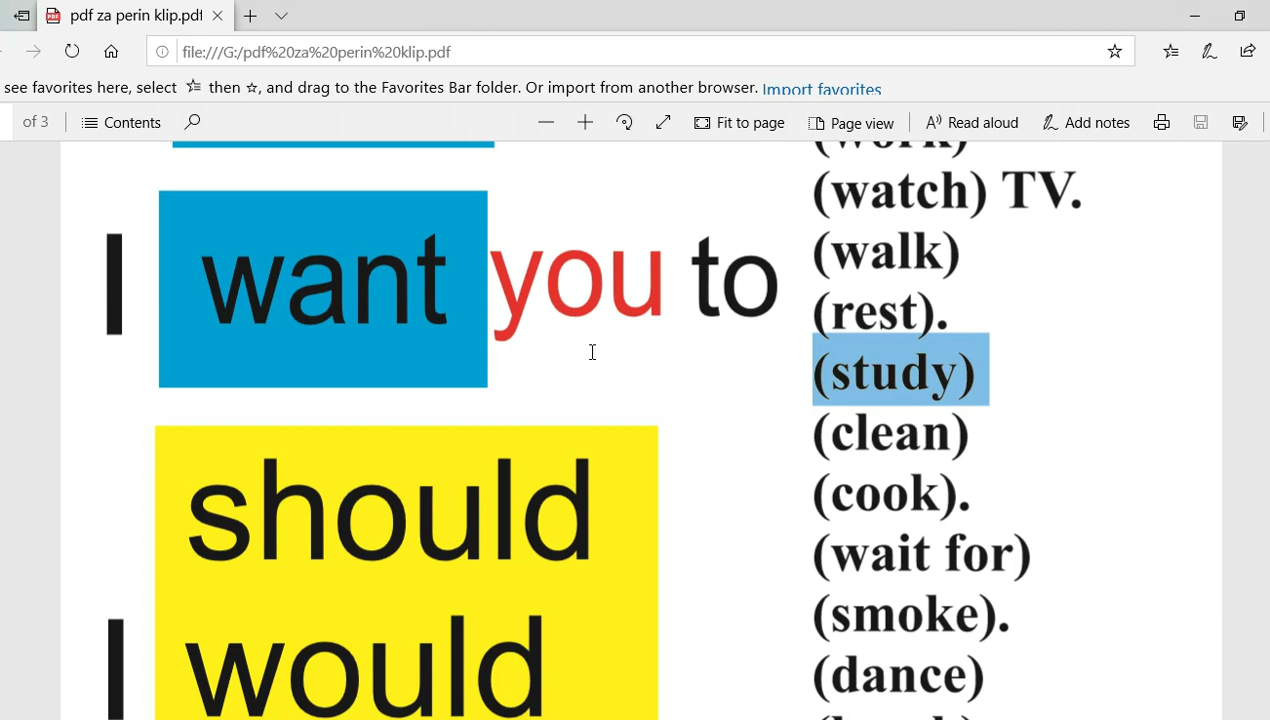 pdf za perin klip.pdf
file:///G:/pdf%20za%20perin%20klip.pdf
see favorites here, select then , and drag to the Favorites Bar folder. Or import from another browser. Import favorites
of 3 Contents Fit to page Page view Read aloud Add notes
(work)
(watch) TV.
(walk)
(rest).
(study)
(clean)
(cook).
(wait for)
(smoke).
(dance)
I want you to
should
I would